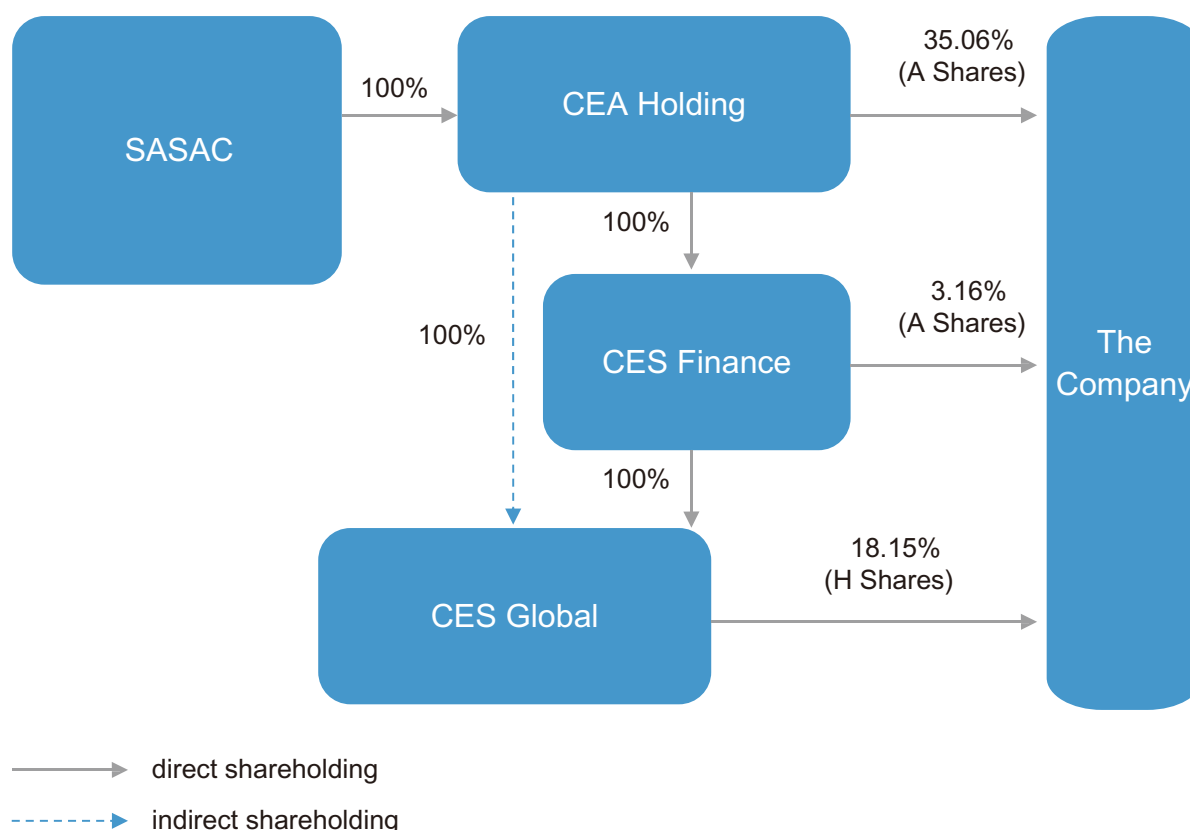 35.06%
(A Shares)
100%
CEA Holding
SASAC
100%
3.16%
(A Shares)
100%
CES Finance
The
Company
100%
18.15%
(H Shares)
CES Global
direct shareholding
indirect shareholding